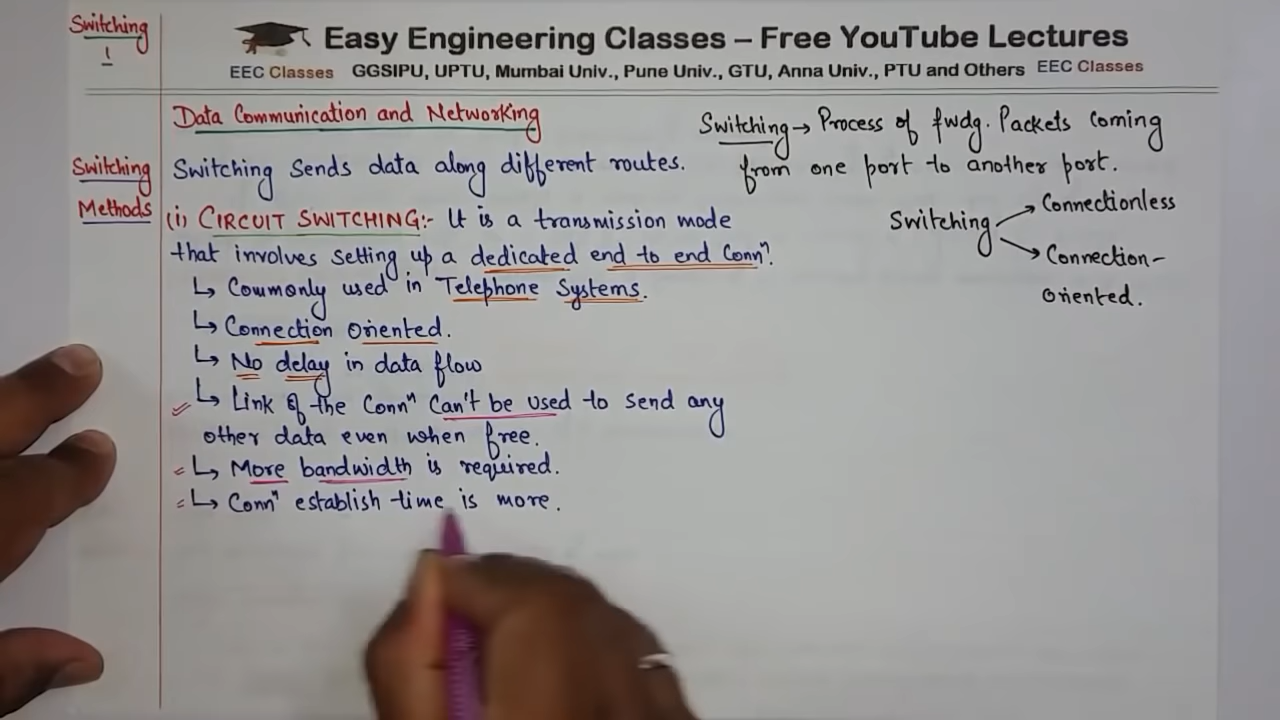 Switching
1
Easy Engineering Classes – Free YouTube Lectures
EEC Classes GGSIPU, UPTU, Mumbai Univ., Pune Univ., GTU, Anna Univ., PTU and Others EEC Classes
Data Communication and Networking
Switching → Process of fwdg. Packets coming
from one port to another port.
Switching
Methods
Switching Sends data along different routes.
Switching → Connectionless
→ Connection-
oriented.
(i) CIRCUIT SWITCHING:- It is a transmission mode
that involves setting up a dedicated end to end Connⁿ.
↳ Commonly used in Telephone Systems.
↳ Connection oriented.
↳ No delay in data flow
↳ Link of the Connⁿ Can't be used to send any
other data even when free.
↳ More bandwidth is required.
↳ Connⁿ establish time is more.